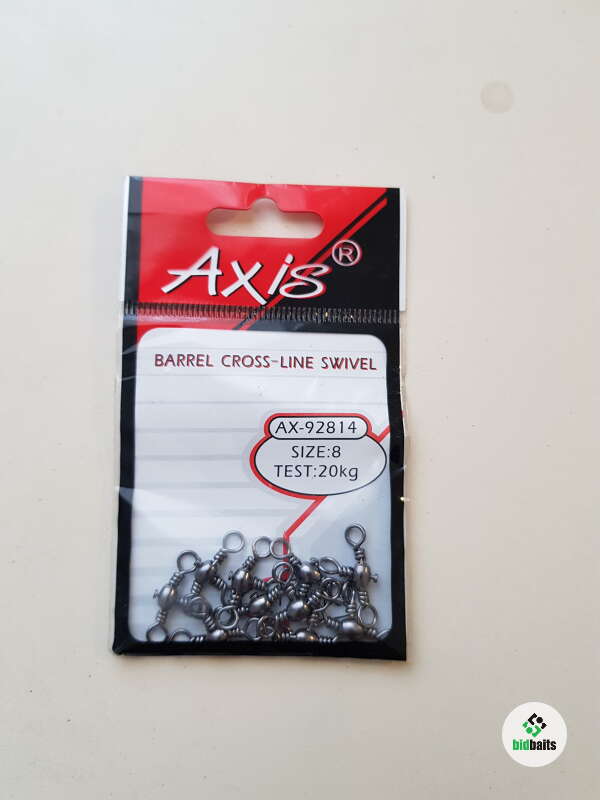 Axis®
BARREL CROSS-LINE SWIVEL
AX-92814
SIZE:8
TEST:20kg
bidbaits